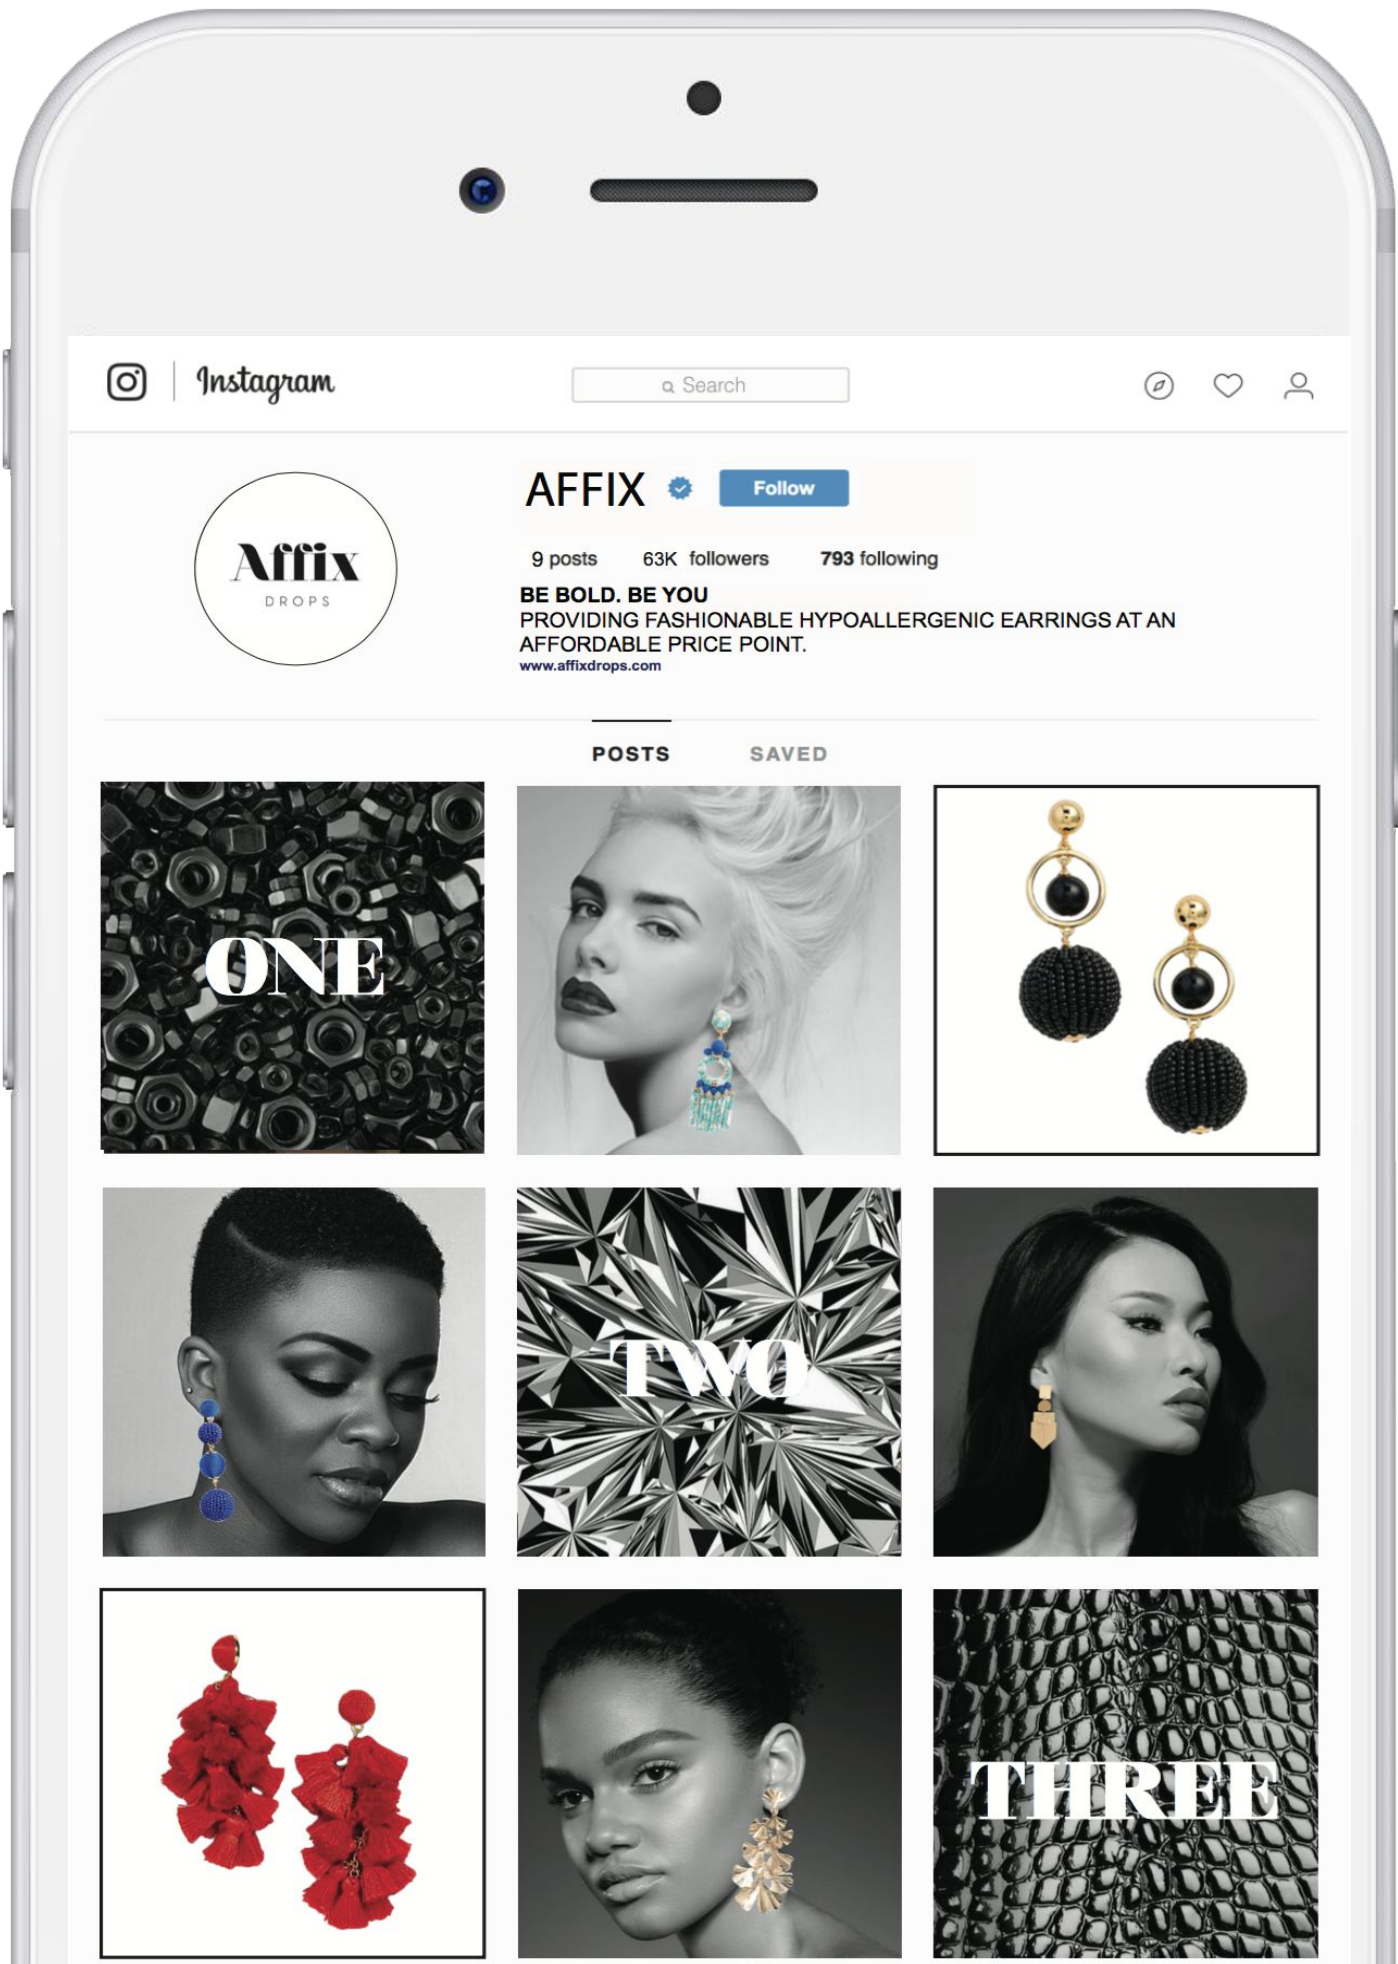 Instagram
Search
Affix
DROPS
AFFIX Follow
9 posts 63K followers 793 following
BE BOLD. BE YOU
PROVIDING FASHIONABLE HYPOALLERGENIC EARRINGS AT AN
AFFORDABLE PRICE POINT.
www.affixdrops.com
POSTS SAVED
ONE
TWO
THREE